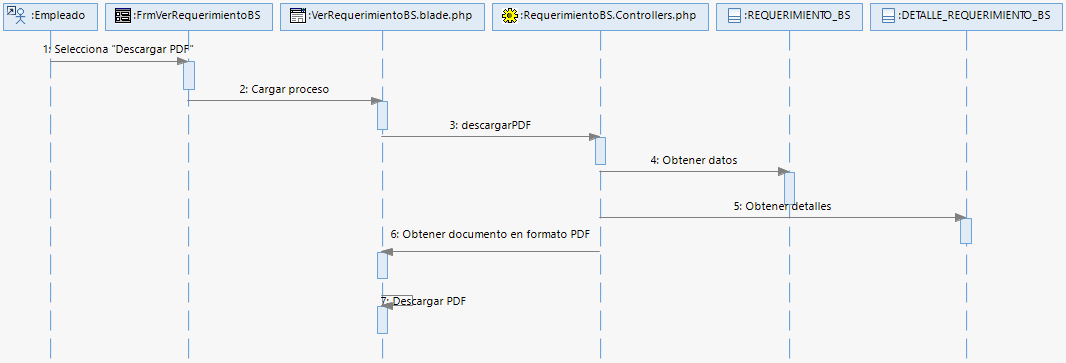 :Empleado
:FrmVerRequerimientoBS
:VerRequerimientoBS.blade.php
:RequerimientoBS.Controllers.php
:REQUERIMIENTO_BS
:DETALLE_REQUERIMIENTO_BS
1: Selecciona "Descargar PDF"
2: Cargar proceso
3: descargarPDF
4: Obtener datos
5: Obtener detalles
6: Obtener documento en formato PDF
7: Descargar PDF